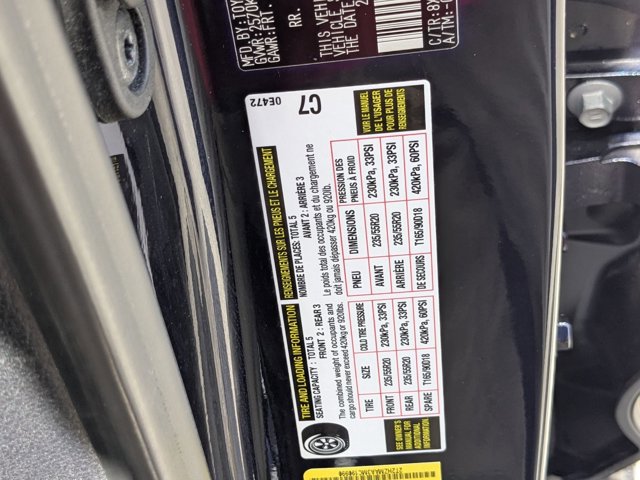 MFD. BY: TOY
GVWR: 2520K
GAWR: FRT.
RR.
THIS VEHI
VEHICLE S
THE DATE
C/TR: 8X
A/TM: -
TIRE AND LOADING INFORMATION
SEATING CAPACITY : TOTAL 5
FRONT 2 : REAR 3
The combined weight of occupants and
cargo should never exceed 420kg or 920lbs.
TIRE SIZE COLD TIRE PRESSURE
FRONT 235/55R20 230kPa, 33PSI
REAR 235/55R20 230kPa, 33PSI
SPARE T165/90D18 420kPa, 60PSI
SEE OWNER'S
MANUAL FOR
ADDITIONAL
INFORMATION
RENSEIGNEMENTS SUR LES PNEUS ET LE CHARGEMENT
NOMBRE DE PLACES: TOTAL 5
AVANT 2 : ARRIÈRE 3
Le poids total des occupants et du chargement ne
doit jamais dépasser 420kg ou 920lb.
PNEU DIMENSIONS PRESSION DES
PNEUS À FROID
AVANT 235/55R20 230kPa, 33PSI
ARRIÈRE 235/55R20 230kPa, 33PSI
DE SECOURS T165/90D18 420kPa, 60PSI
VOIR LE MANUEL
DE L'USAGER
POUR PLUS DE
RENSEIGNEMENTS
0E472
C7